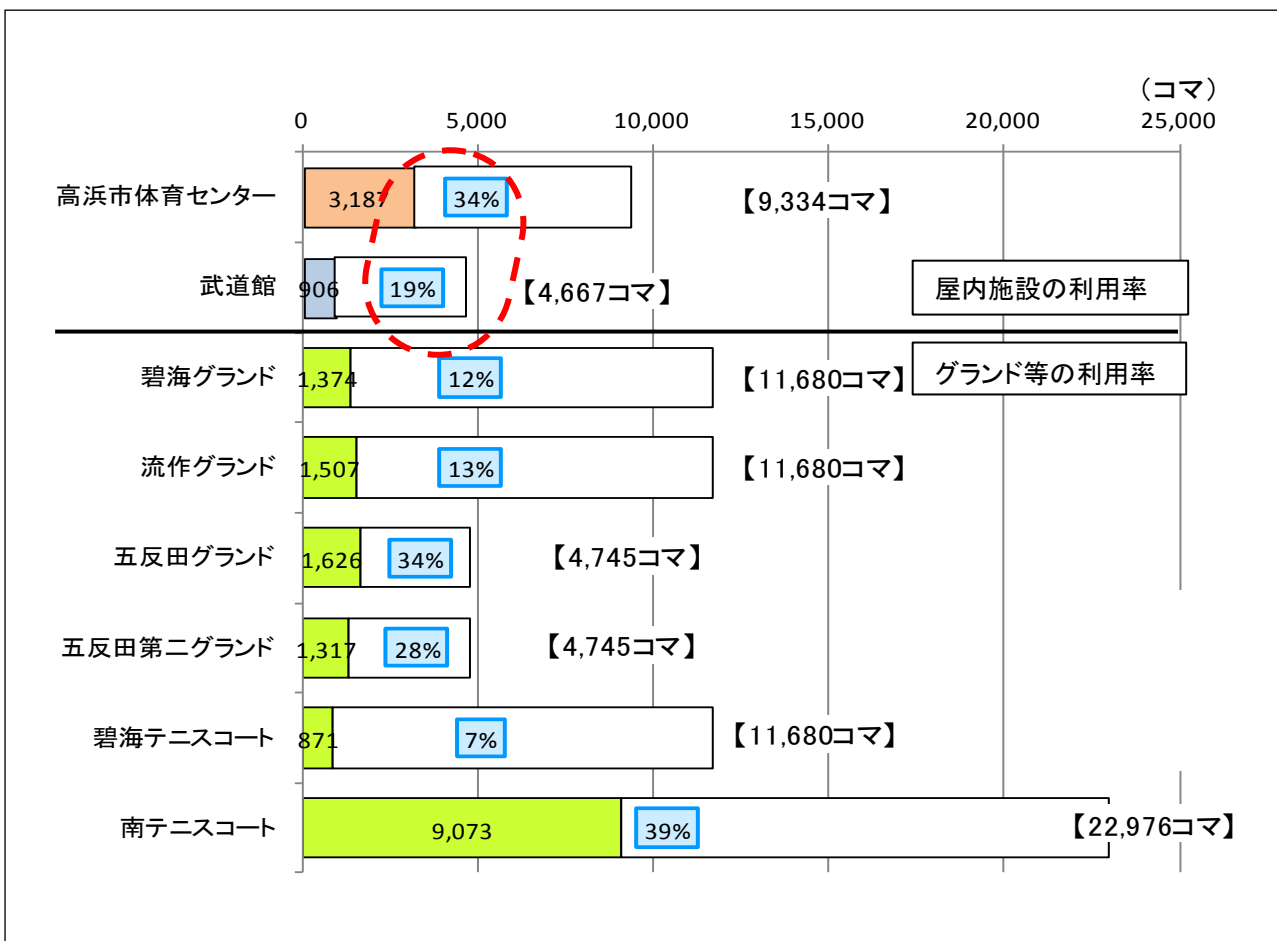 （コマ）
0 5,000 10,000 15,000 20,000 25,000
高浜市体育センター 3,187 34% 【9,334コマ】
武道館 906 19% 【4,667コマ】 屋内施設の利用率
碧海グランド 1,374 12% 【11,680コマ】 グランド等の利用率
流作グランド 1,507 13% 【11,680コマ】
五反田グランド 1,626 34% 【4,745コマ】
五反田第二グランド 1,317 28% 【4,745コマ】
碧海テニスコート 871 7% 【11,680コマ】
南テニスコート 9,073 39% 【22,976コマ】